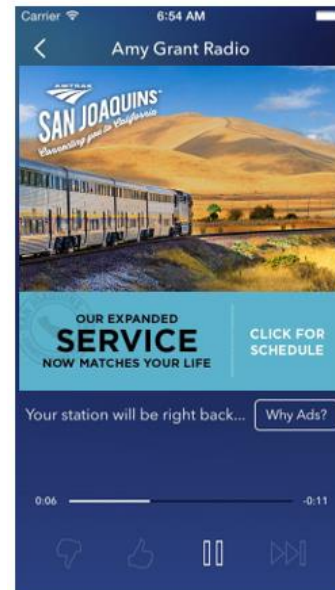 Carrier 6:54 AM
Amy Grant Radio
AMTRAK
SAN JOAQUINS
Connecting you to California
OUR EXPANDED
SERVICE
NOW MATCHES YOUR LIFE
CLICK FOR
SCHEDULE
Your station will be right back... Why Ads?
0:06 -0:11